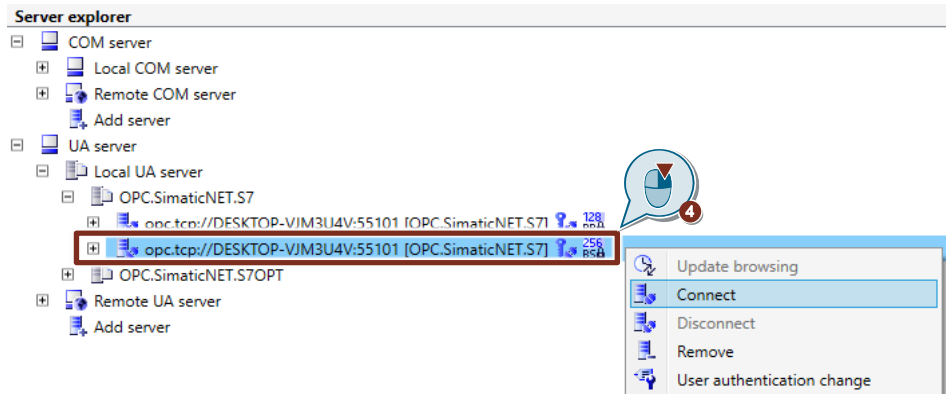 Server explorer
COM server
Local COM server
Remote COM server
Add server
UA server
Local UA server
OPC.SimaticNET.S7
opc.tcp://DESKTOP-VJM3U4V:55101 [OPC.SimaticNET.S7] 128
opc.tcp://DESKTOP-VJM3U4V:55101 [OPC.SimaticNET.S7] 256
OPC.SimaticNET.S7OPT
Remote UA server
Add server
4
Update browsing
Connect
Disconnect
Remove
User authentication change